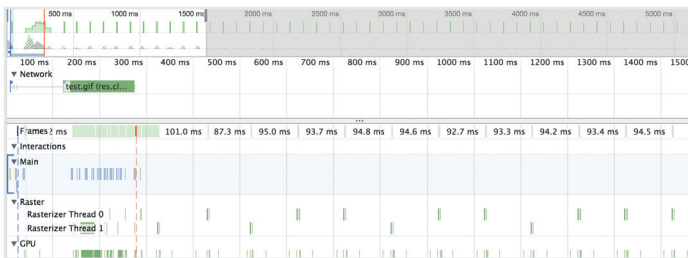 500 ms 1000 ms 1500 ms 2000 ms 2500 ms 3000 ms 3500 ms 4000 ms 4500 ms 5000 ms
100 ms 200 ms 300 ms 400 ms 500 ms 600 ms 700 ms 800 ms 900 ms 1000 ms 1100 ms 1200 ms 1300 ms 1400 ms 150
▼ Network
test.gif (res.cl...
...
Frames 2 ms 101.0 ms 87.3 ms 95.0 ms 93.7 ms 94.8 ms 94.6 ms 92.7 ms 93.3 ms 94.2 ms 93.4 ms 94.5 ms
▼ Interactions
▼ Main
▼ Raster
Rasterizer Thread 0
Rasterizer Thread 1
▼ GPU